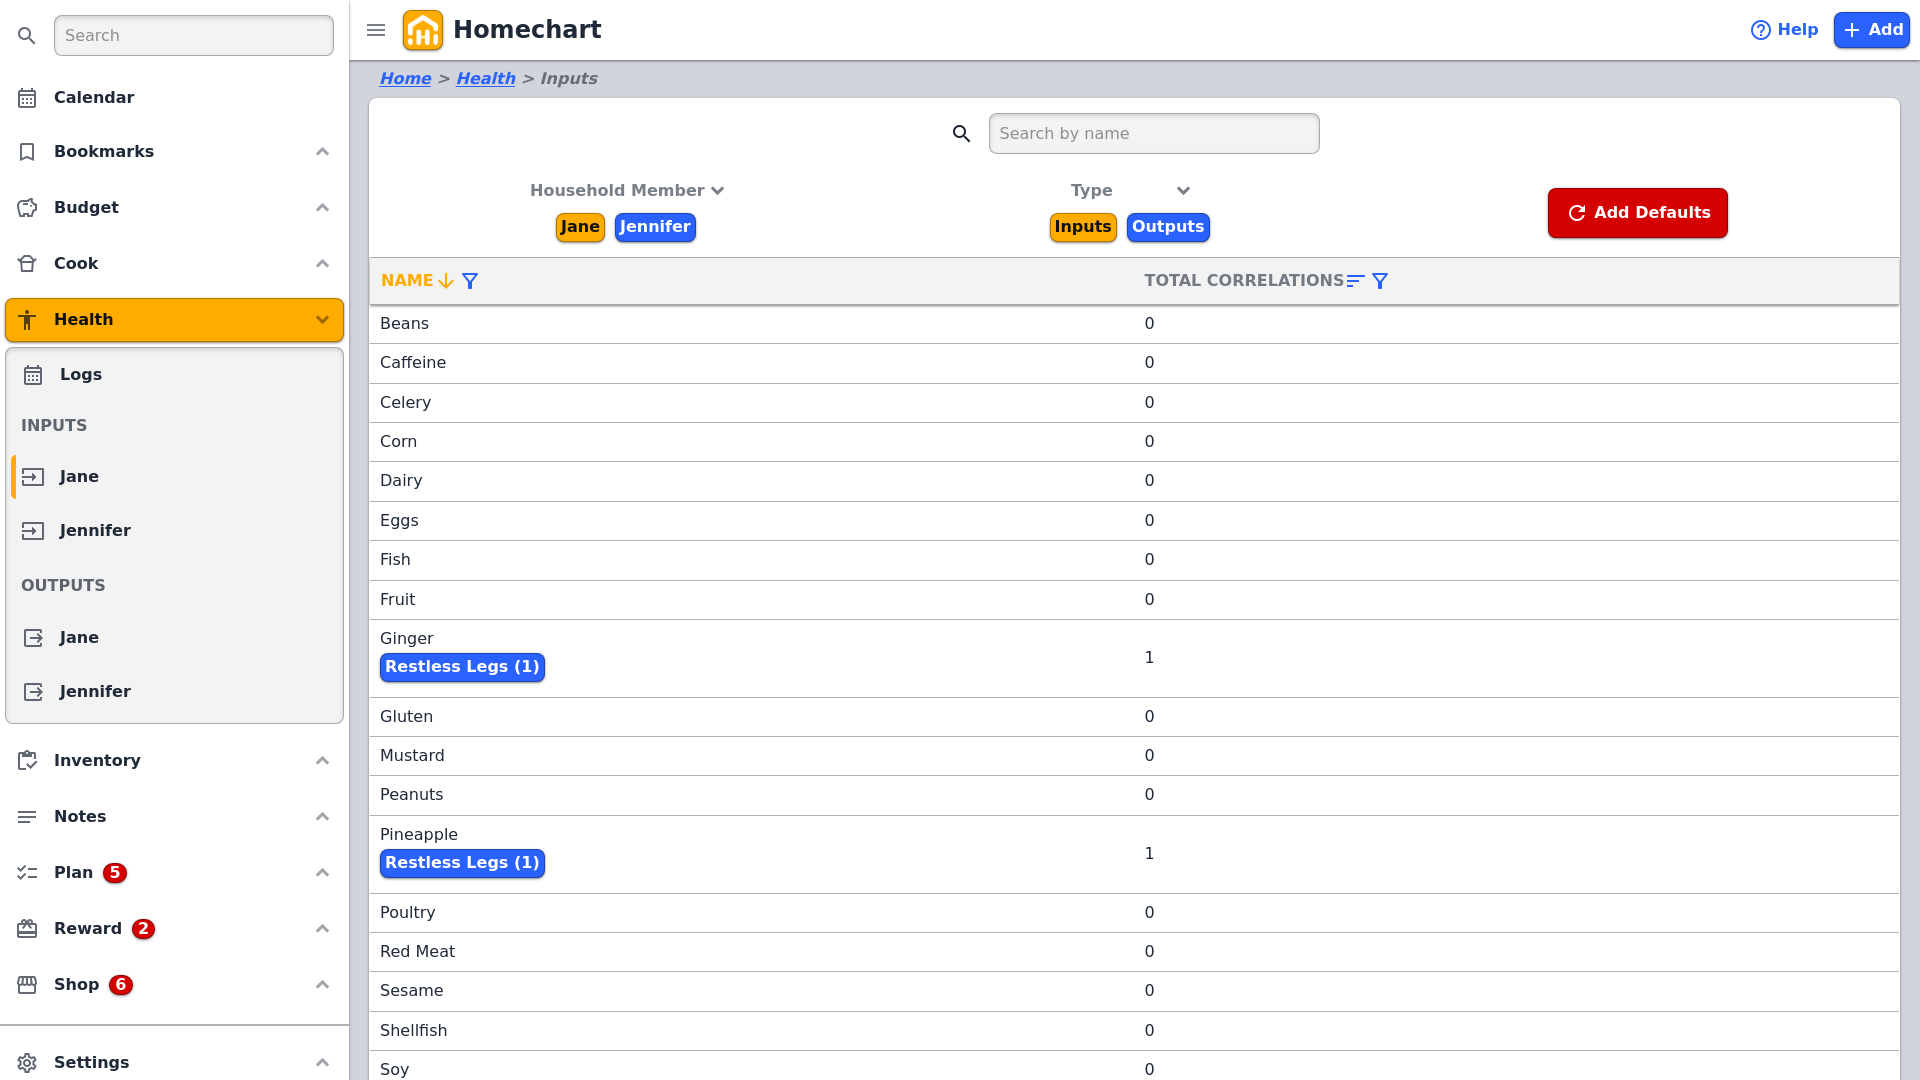 Search
Calendar
Bookmarks
Budget
Cook
Health
Logs
INPUTS
Jane
Jennifer
OUTPUTS
Jane
Jennifer
Inventory
Notes
Plan 5
Reward 2
Shop 6
Settings
Homechart
Help
Add
Home > Health > Inputs
Search by name
Household Member
Jane Jennifer
Type
Inputs Outputs
Add Defaults
NAME TOTAL CORRELATIONS
Beans 0
Caffeine 0
Celery 0
Corn 0
Dairy 0
Eggs 0
Fish 0
Fruit 0
Ginger
Restless Legs (1)
1
Gluten 0
Mustard 0
Peanuts 0
Pineapple
Restless Legs (1)
1
Poultry 0
Red Meat 0
Sesame 0
Shellfish 0
Soy 0